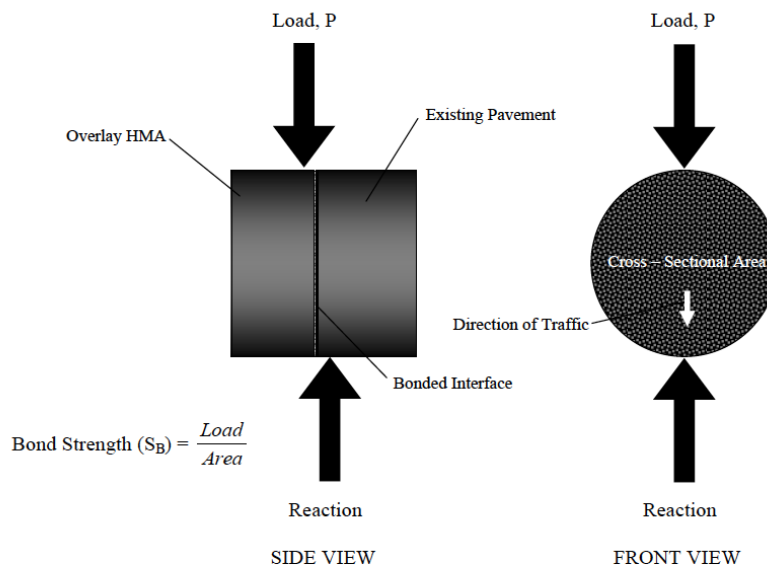 Load, P
Load, P
Overlay HMA
Existing Pavement
Cross – Sectional Area
Direction of Traffic
Bonded Interface
Bond Strength (SB) = Load
Area
Reaction
Reaction
SIDE VIEW
FRONT VIEW